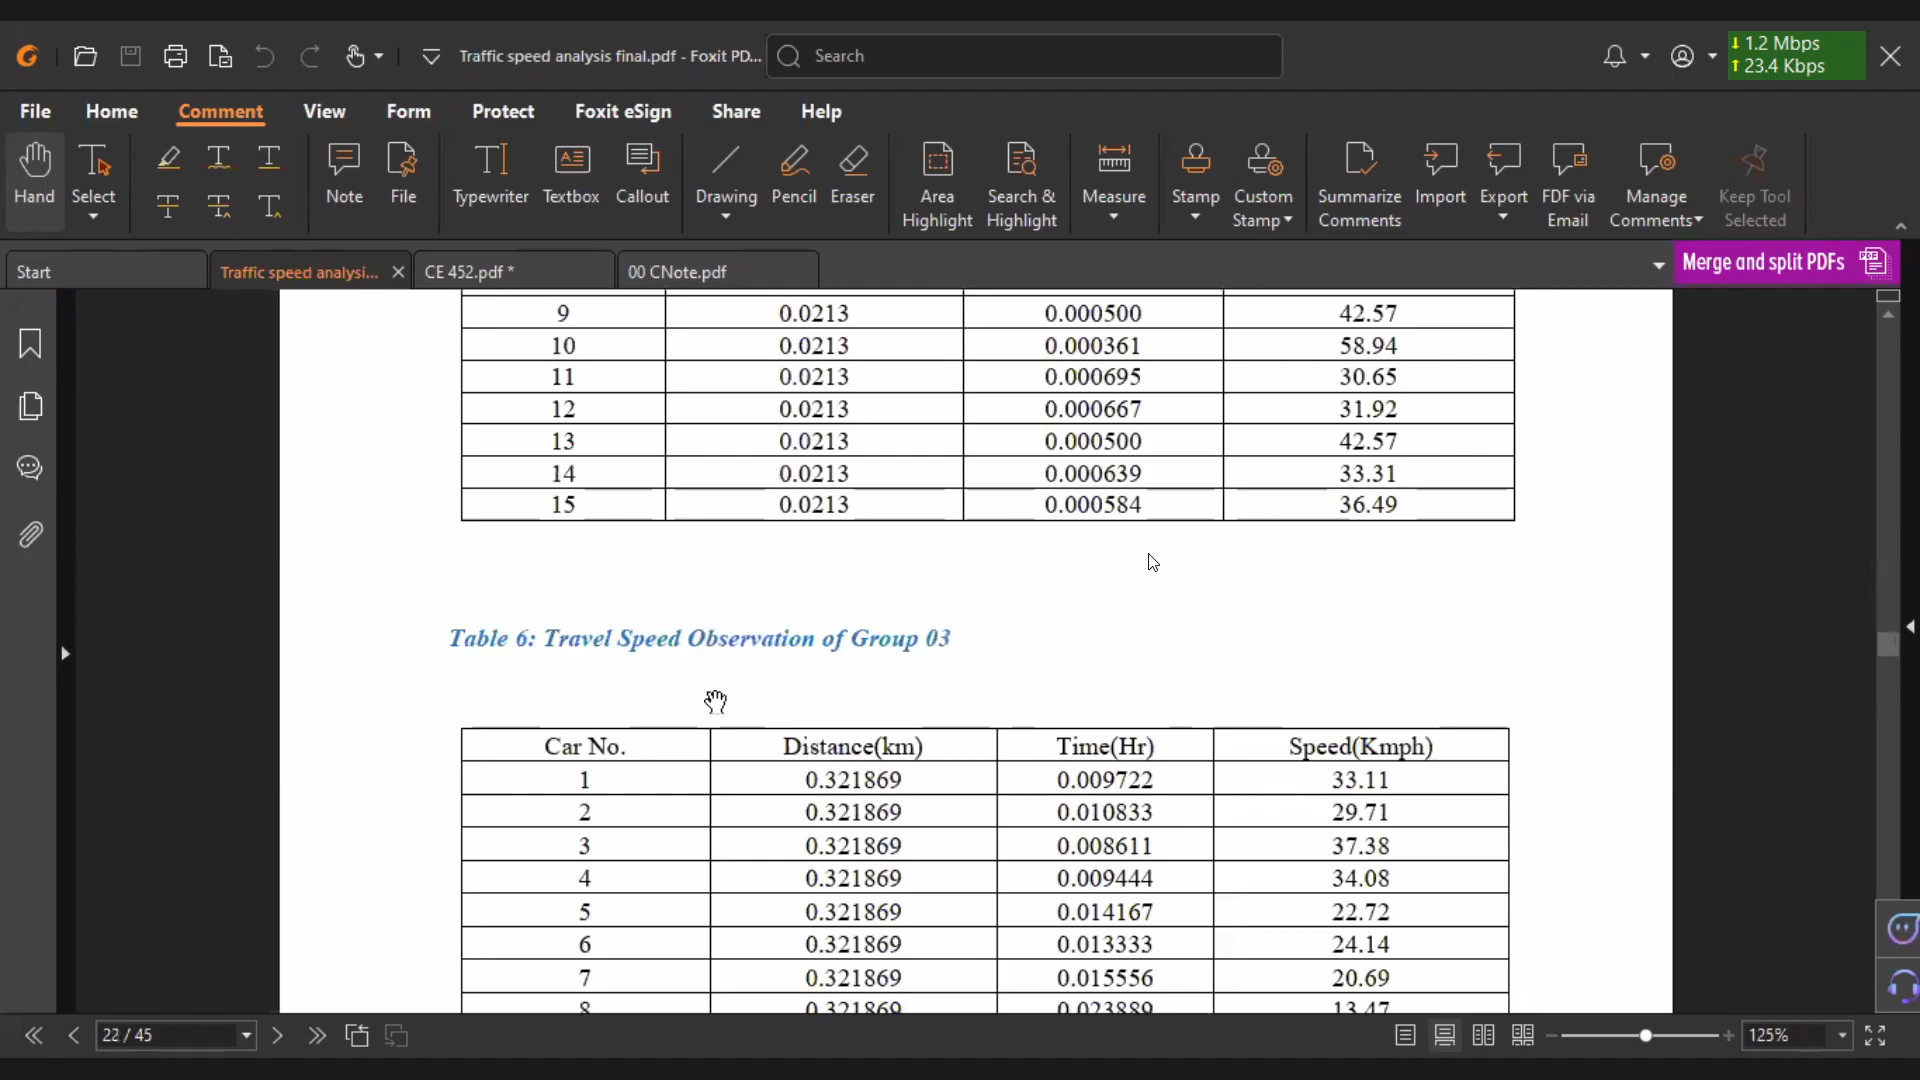 Traffic speed analysis final.pdf - Foxit PD... Search 1.2 Mbps
23.4 Kbps
File Home Comment View Form Protect Foxit eSign Share Help
Hand Select Note File Typewriter Textbox Callout Drawing Pencil Eraser Area Highlight Search & Highlight Measure Stamp Custom Stamp Summarize Comments Import Export FDF via Email Manage Comments Keep Tool Selected
Start Traffic speed analysi... CE 452.pdf * 00 CNote.pdf Merge and split PDFs
9 0.0213 0.000500 42.57
10 0.0213 0.000361 58.94
11 0.0213 0.000695 30.65
12 0.0213 0.000667 31.92
13 0.0213 0.000500 42.57
14 0.0213 0.000639 33.31
15 0.0213 0.000584 36.49
Table 6: Travel Speed Observation of Group 03
Car No. Distance(km) Time(Hr) Speed(Kmph)
1 0.321869 0.009722 33.11
2 0.321869 0.010833 29.71
3 0.321869 0.008611 37.38
4 0.321869 0.009444 34.08
5 0.321869 0.014167 22.72
6 0.321869 0.013333 24.14
7 0.321869 0.015556 20.69
8 0.321869 0.023889 13.47
22 / 45 125%